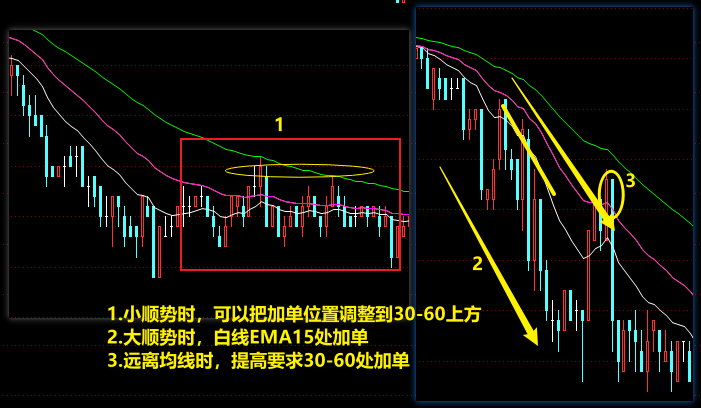 1
3
2
1.小顺势时，可以把加单位置调整到30-60上方
2.大顺势时，白线EMA15处加单
3.远离均线时，提高要求30-60处加单